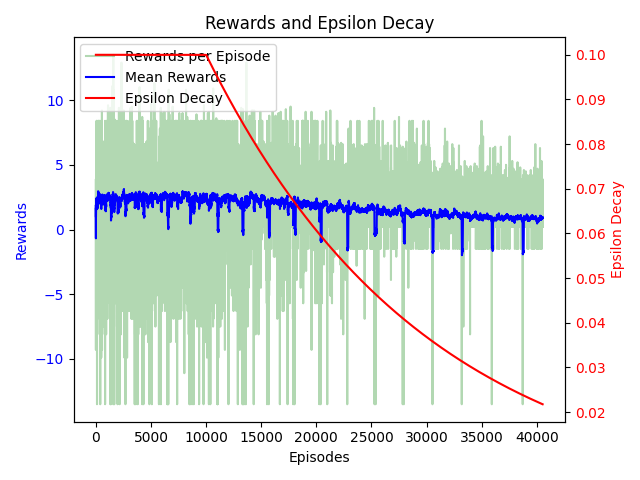 Rewards and Epsilon Decay
Rewards per Episode
Mean Rewards
Epsilon Decay
10
5
0
−5
−10
Rewards
0.10
0.09
0.08
0.07
0.06
0.05
0.04
0.03
0.02
Epsilon Decay
0 5000 10000 15000 20000 25000 30000 35000 40000
Episodes